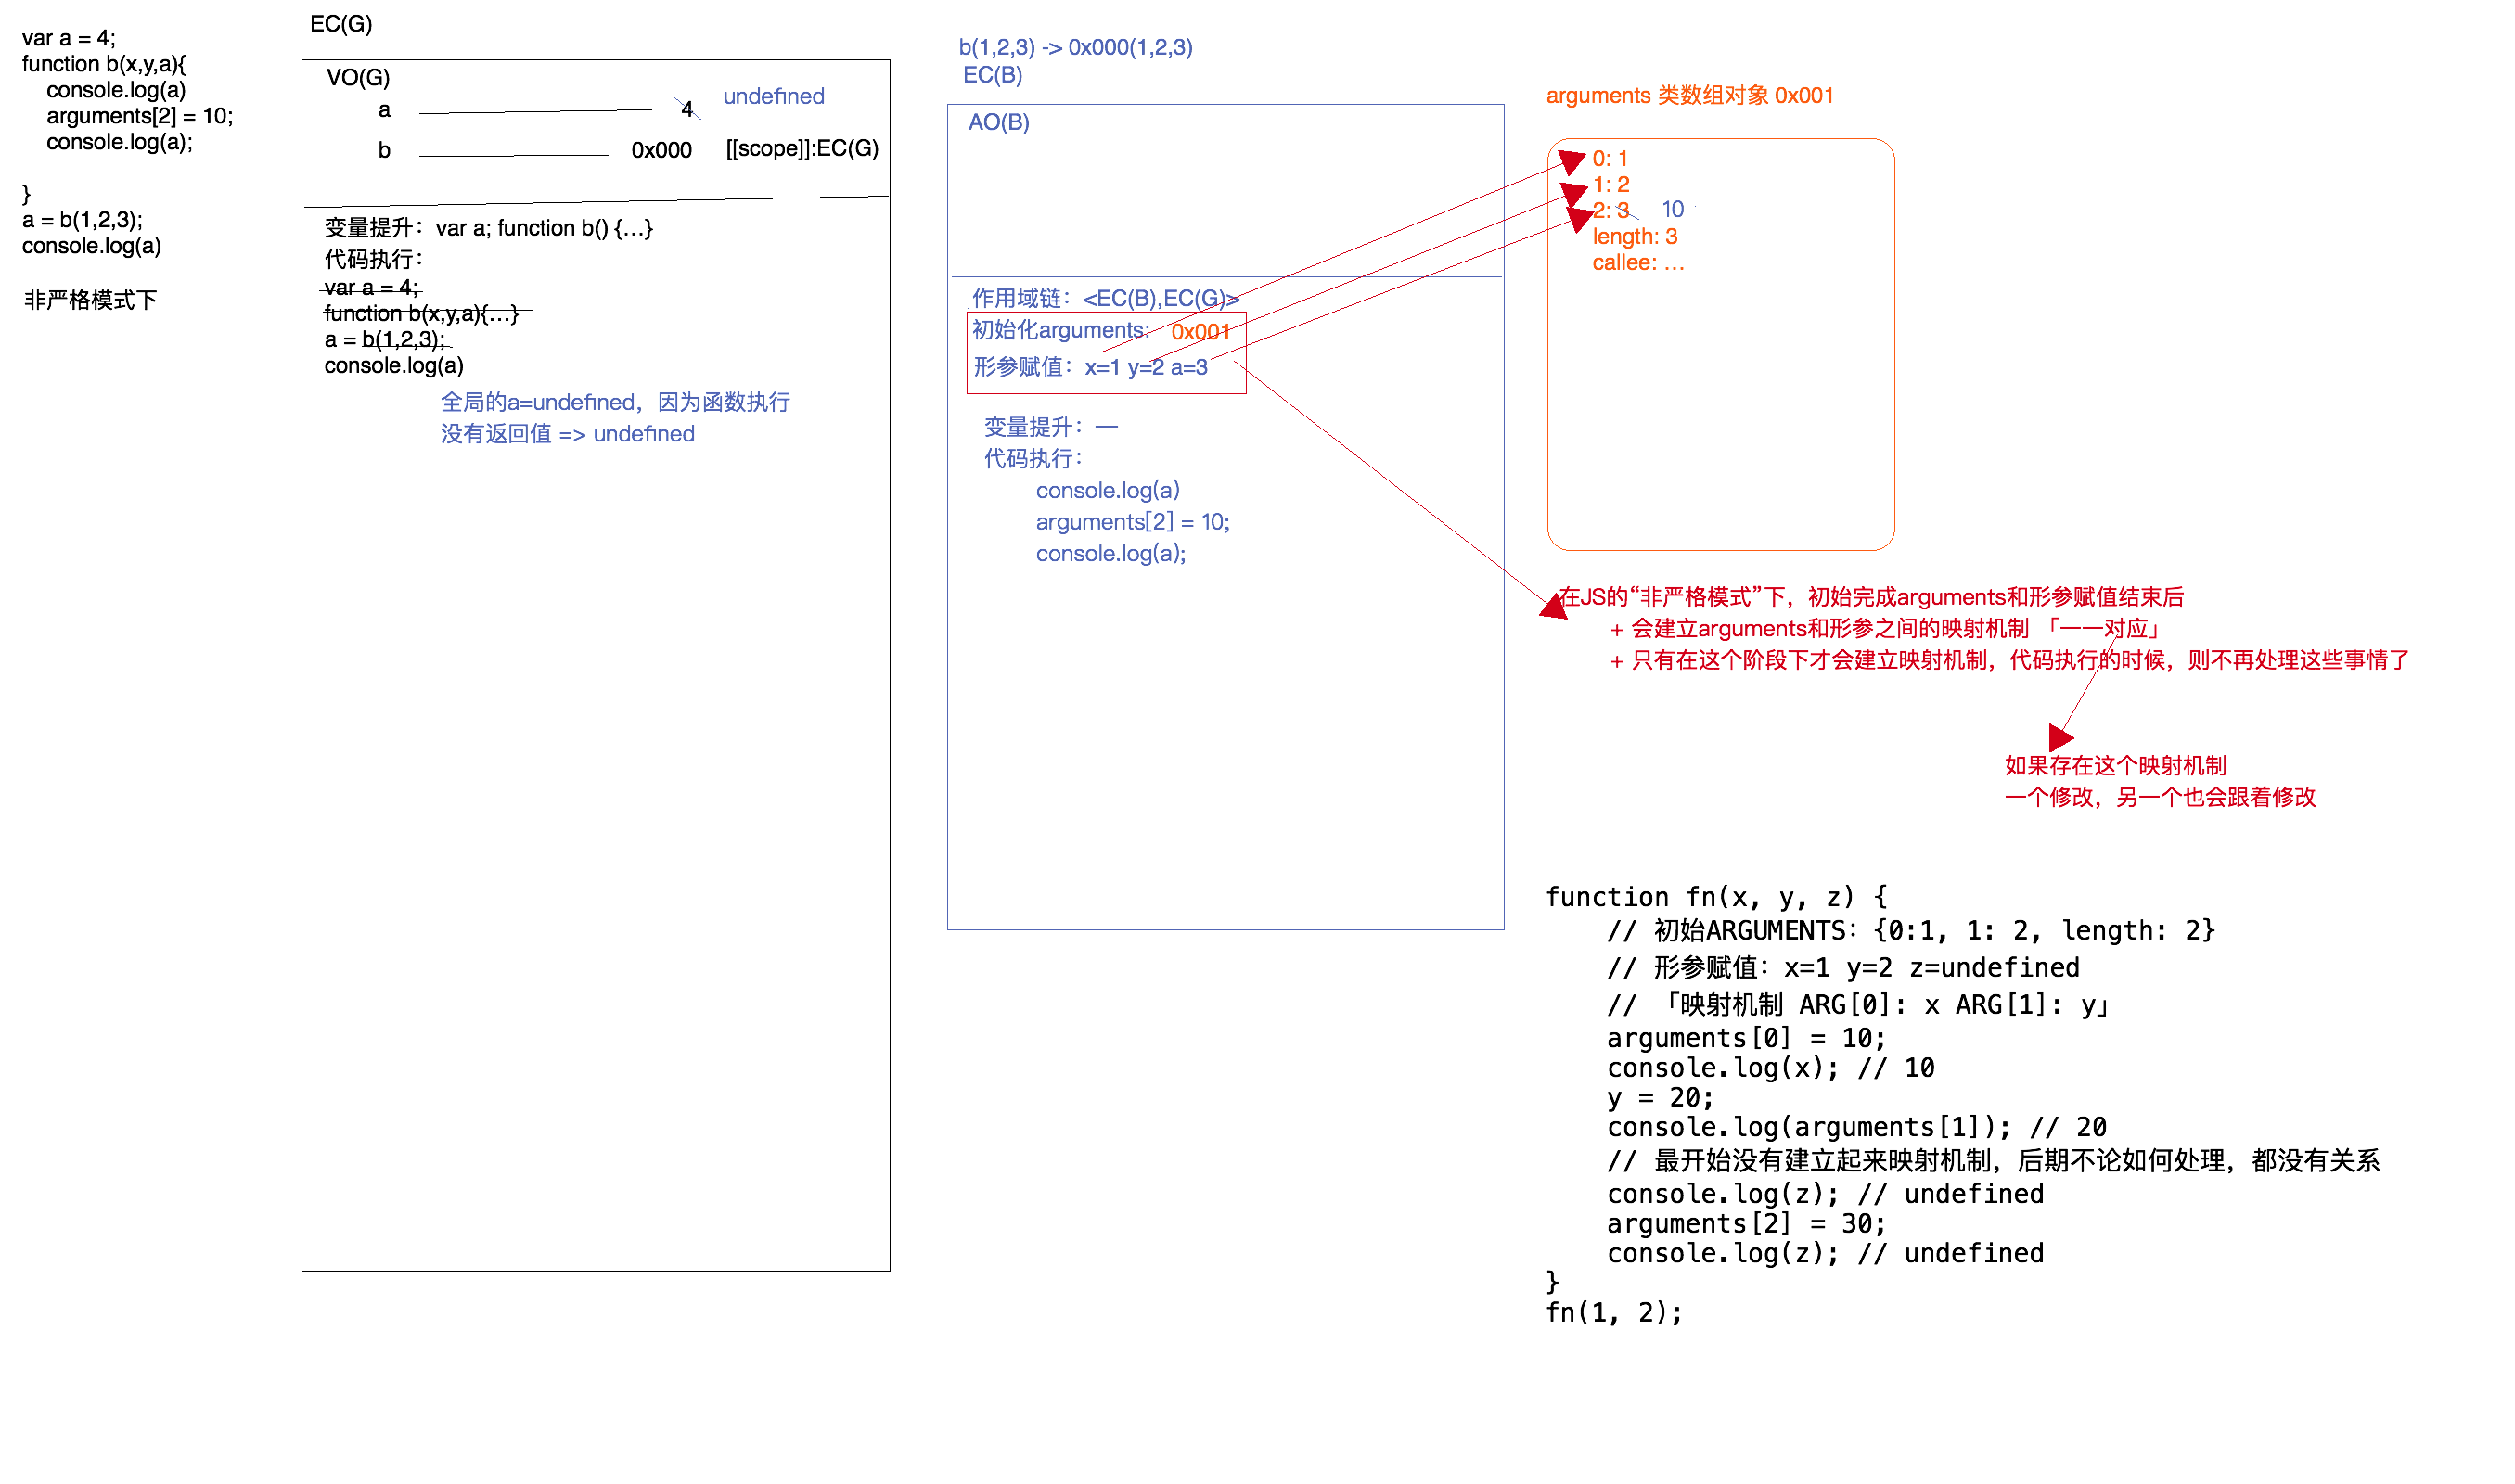 var a = 4;
function b(x,y,a){
console.log(a)
arguments[2] = 10;
console.log(a);
}
a = b(1,2,3);
console.log(a)
非严格模式下
EC(G)
VO(G)
a 4 undefined
b 0x000 [[scope]]:EC(G)
变量提升：var a; function b() {...}
代码执行：
var a = 4;
function b(x,y,a){...}
a = b(1,2,3);
console.log(a)
全局的a=undefined，因为函数执行
没有返回值 => undefined
b(1,2,3) -> 0x000(1,2,3)
EC(B)
AO(B)
作用域链：<EC(B),EC(G)>
初始化arguments: 0x001
形参赋值：x=1 y=2 a=3
变量提升：—
代码执行：
console.log(a)
arguments[2] = 10;
console.log(a);
arguments 类数组对象 0x001
0: 1
1: 2
2: 3 10
length: 3
callee: ...
在JS的“非严格模式”下，初始完成arguments和形参赋值结束后
+ 会建立arguments和形参之间的映射机制 「一一对应」
+ 只有在这个阶段下才会建立映射机制，代码执行的时候，则不再处理这些事情了
如果存在这个映射机制
一个修改，另一个也会跟着修改
function fn(x, y, z) {
// 初始ARGUMENTS：{0:1, 1: 2, length: 2}
// 形参赋值：x=1 y=2 z=undefined
// 「映射机制 ARG[0]: x ARG[1]: y」
arguments[0] = 10;
console.log(x); // 10
y = 20;
console.log(arguments[1]); // 20
// 最开始没有建立起来映射机制，后期不论如何处理，都没有关系
console.log(z); // undefined
arguments[2] = 30;
console.log(z); // undefined
}
fn(1, 2);